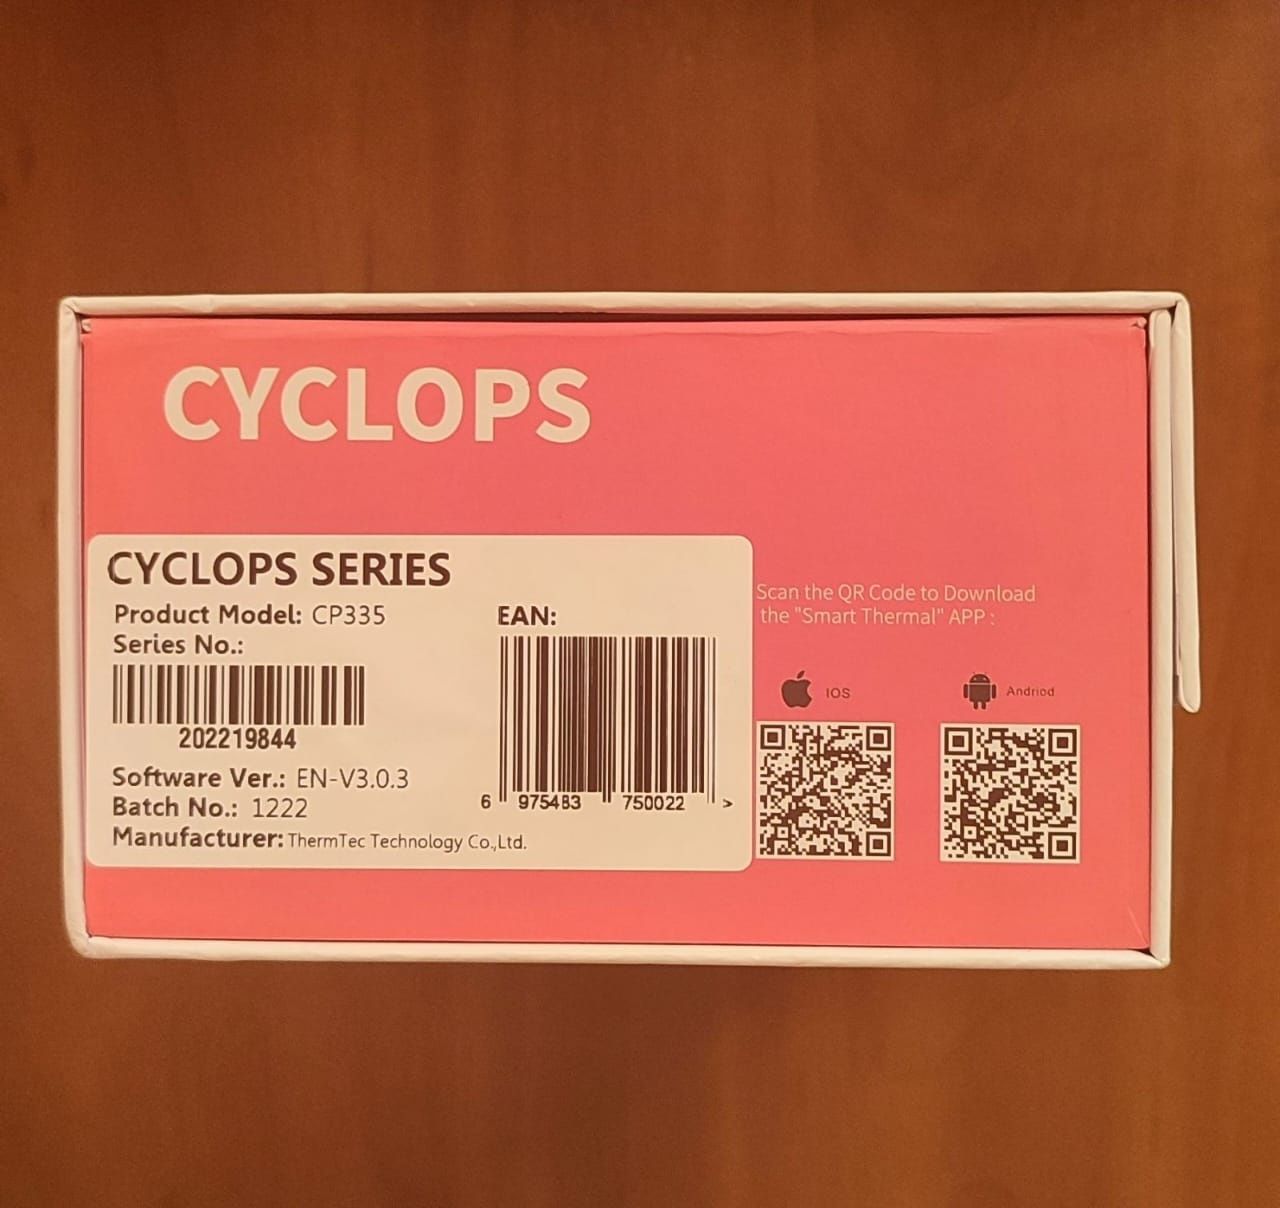 CYCLOPS
CYCLOPS SERIES
Product Model: CP335
Series No.:
202219844
Software Ver.: EN-V3.0.3
Batch No.: 1222
Manufacturer: ThermTec Technology Co.,Ltd.
EAN:
6 975483 750022 >
Scan the QR Code to Download
the "Smart Thermal" APP :
IOS
Andriod